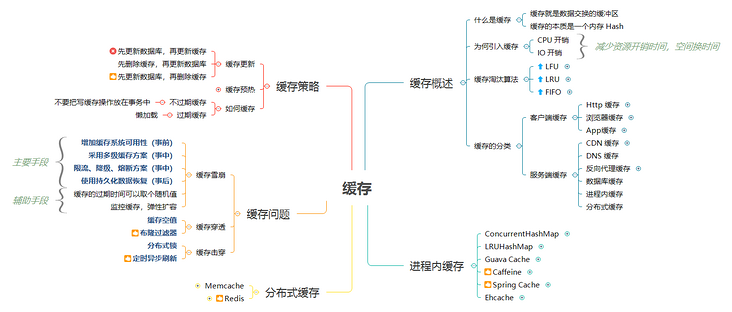 缓存
缓存概述
什么是缓存
缓存就是数据交换的缓冲区
缓存的本质是一个内存 Hash
为何引入缓存
CPU 开销
IO 开销
减少资源开销时间，空间换时间
缓存淘汰算法
LFU
LRU
FIFO
缓存的分类
客户端缓存
Http 缓存
浏览器缓存
App缓存
服务端缓存
CDN 缓存
DNS 缓存
反向代理缓存
数据库缓存
进程内缓存
分布式缓存
进程内缓存
ConcurrentHashMap
LRUHashMap
Guava Cache
Caffeine
Spring Cache
Ehcache
缓存策略
缓存更新
先更新数据库，再更新缓存
先删除缓存，再更新数据库
先更新数据库，再删除缓存
缓存预热
如何缓存
不过期缓存
不要把写缓存操作放在事务中
过期缓存
懒加载
缓存问题
缓存雪崩
主要手段
增加缓存系统可用性（事前）
采用多级缓存方案（事中）
限流、降级、熔断方案（事中）
使用持久化数据恢复（事后）
辅助手段
缓存的过期时间可以取个随机值
监控缓存，弹性扩容
缓存穿透
缓存空值
布隆过滤器
缓存击穿
分布式锁
定时异步刷新
分布式缓存
Memcache
Redis